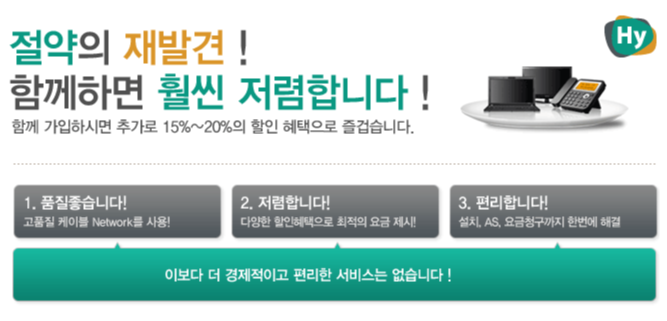 절약의 재발견 !
Hy
함께하면 훨씬 저렴합니다 !
함께 가입하시면 추가로 15%~20%의 할인 혜택으로 즐겁습니다.
1. 품질좋습니다!
고품질 케이블 Network를 사용!
2. 저렴합니다!
다양한 할인혜택으로 최적의 요금 제시!
3. 편리합니다!
설치, AS, 요금청구까지 한번에 해결
이보다 더 경제적이고 편리한 서비스는 없습니다 !